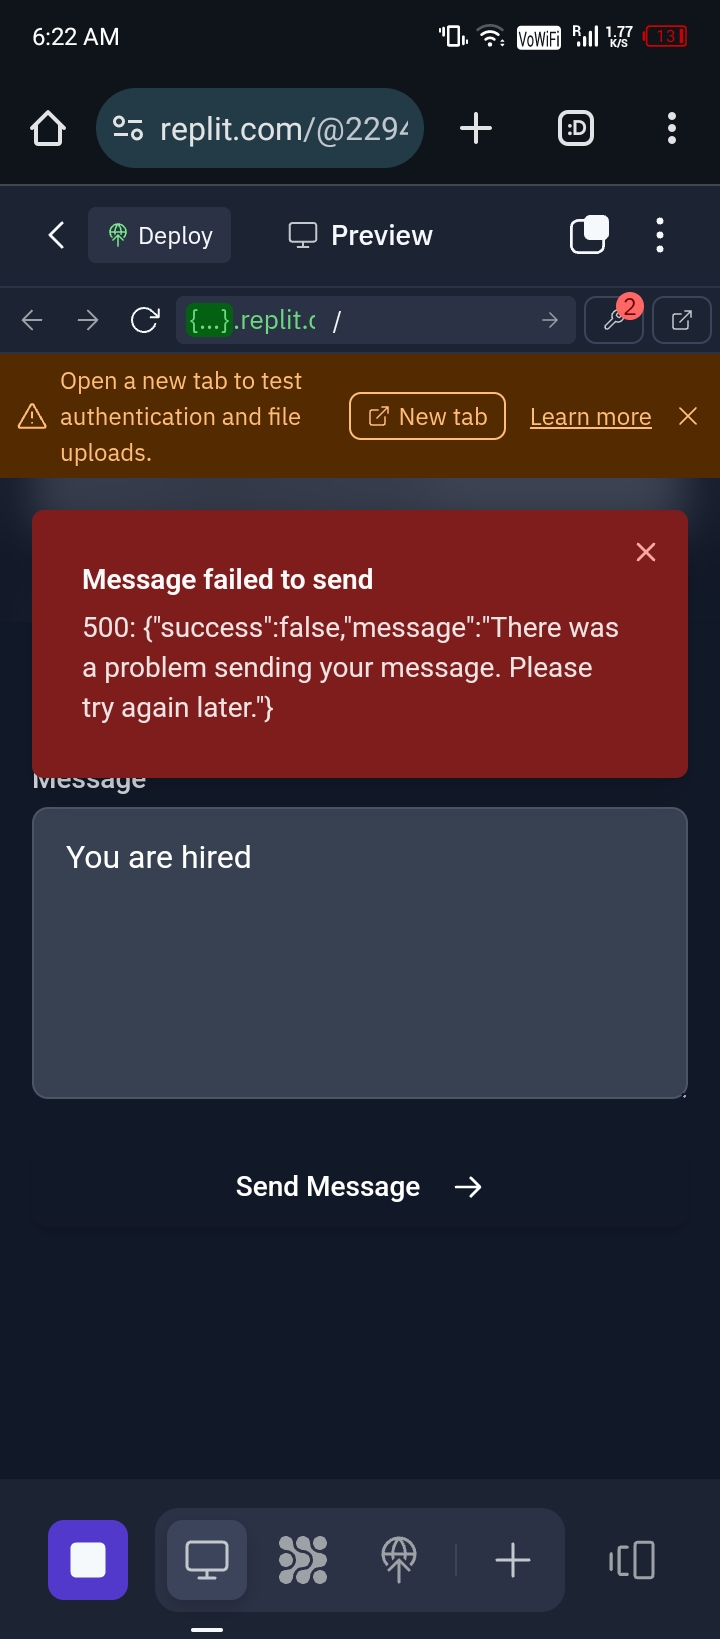 6:22 AM
VoWiFi R 1.77 K/S 13
replit.com/@2294
:D
Deploy
Preview
{...}.replit.c /
2
Open a new tab to test
authentication and file
uploads.
New tab
Learn more
Message failed to send
500: {"success":false,"message":"There was
a problem sending your message. Please
try again later."}
Message
You are hired
Send Message